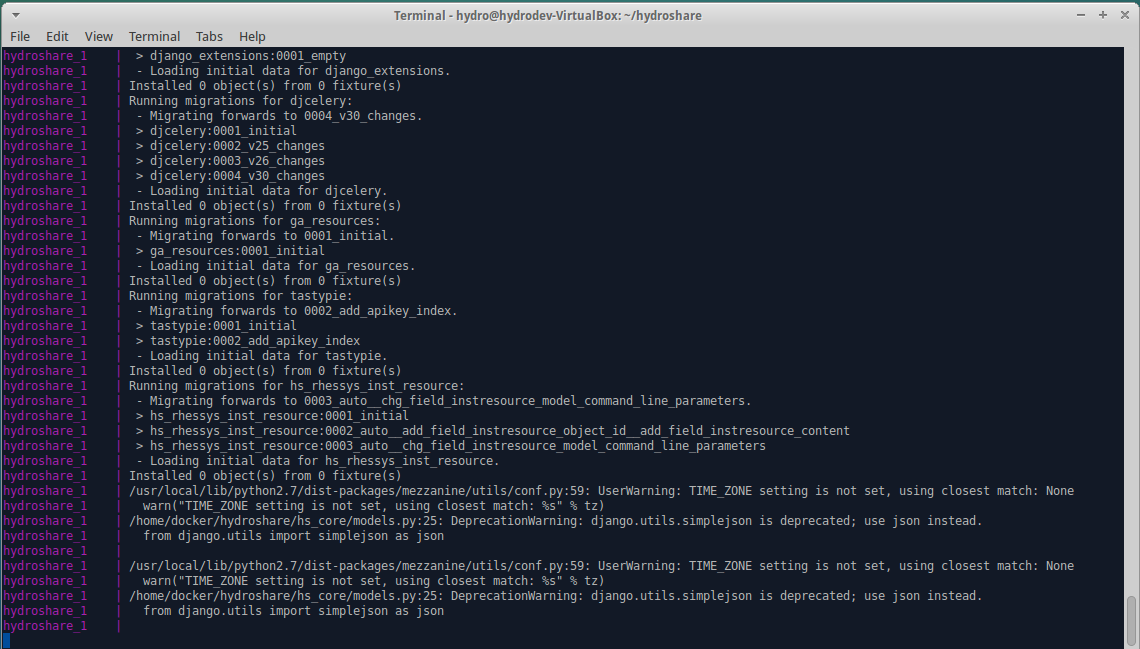 Terminal - hydro@hydrodev-VirtualBox: ~/hydroshare
File Edit View Terminal Tabs Help
hydroshare_1 | > django_extensions:0001_empty
hydroshare_1 | - Loading initial data for django_extensions.
hydroshare_1 | Installed 0 object(s) from 0 fixture(s)
hydroshare_1 | Running migrations for djcelery:
hydroshare_1 | - Migrating forwards to 0004_v30_changes.
hydroshare_1 | > djcelery:0001_initial
hydroshare_1 | > djcelery:0002_v25_changes
hydroshare_1 | > djcelery:0003_v26_changes
hydroshare_1 | > djcelery:0004_v30_changes
hydroshare_1 | - Loading initial data for djcelery.
hydroshare_1 | Installed 0 object(s) from 0 fixture(s)
hydroshare_1 | Running migrations for ga_resources:
hydroshare_1 | - Migrating forwards to 0001_initial.
hydroshare_1 | > ga_resources:0001_initial
hydroshare_1 | - Loading initial data for ga_resources.
hydroshare_1 | Installed 0 object(s) from 0 fixture(s)
hydroshare_1 | Running migrations for tastypie:
hydroshare_1 | - Migrating forwards to 0002_add_apikey_index.
hydroshare_1 | > tastypie:0001_initial
hydroshare_1 | > tastypie:0002_add_apikey_index
hydroshare_1 | - Loading initial data for tastypie.
hydroshare_1 | Installed 0 object(s) from 0 fixture(s)
hydroshare_1 | Running migrations for hs_rhessys_inst_resource:
hydroshare_1 | - Migrating forwards to 0003_auto__chg_field_instresource_model_command_line_parameters.
hydroshare_1 | > hs_rhessys_inst_resource:0001_initial
hydroshare_1 | > hs_rhessys_inst_resource:0002_auto__add_field_instresource_object_id__add_field_instresource_content
hydroshare_1 | > hs_rhessys_inst_resource:0003_auto__chg_field_instresource_model_command_line_parameters
hydroshare_1 | - Loading initial data for hs_rhessys_inst_resource.
hydroshare_1 | Installed 0 object(s) from 0 fixture(s)
hydroshare_1 | /usr/local/lib/python2.7/dist-packages/mezzanine/utils/conf.py:59: UserWarning: TIME_ZONE setting is not set, using closest match: None
hydroshare_1 | warn("TIME_ZONE setting is not set, using closest match: %s" % tz)
hydroshare_1 | /home/docker/hydroshare/hs_core/models.py:25: DeprecationWarning: django.utils.simplejson is deprecated; use json instead.
hydroshare_1 | from django.utils import simplejson as json
hydroshare_1 |
hydroshare_1 | /usr/local/lib/python2.7/dist-packages/mezzanine/utils/conf.py:59: UserWarning: TIME_ZONE setting is not set, using closest match: None
hydroshare_1 | warn("TIME_ZONE setting is not set, using closest match: %s" % tz)
hydroshare_1 | /home/docker/hydroshare/hs_core/models.py:25: DeprecationWarning: django.utils.simplejson is deprecated; use json instead.
hydroshare_1 | from django.utils import simplejson as json
hydroshare_1 |